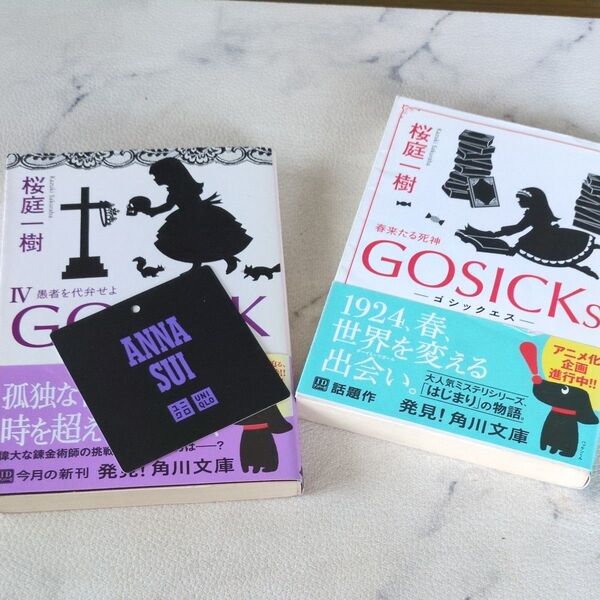 桜庭一樹
Kazuki Sakuraba
IV 愚者を代弁せよ
GO
K
ANNA
SUI
ユニ
クロ
UNI
QLO
孤独な
時を超え
偉大な錬金術師の挑戦
は——?
今月の新刊 発見!角川文庫
桜庭一樹
Kazuki Sakuraba
春来たる死神
GOSICKs
—ゴシックエス—
1924、春、
世界を変える
出会い。
大人気ミステリシリーズ、
「はじまり」の物語。
話題作 発見!角川文庫
アニメ化
企画
進行中!!